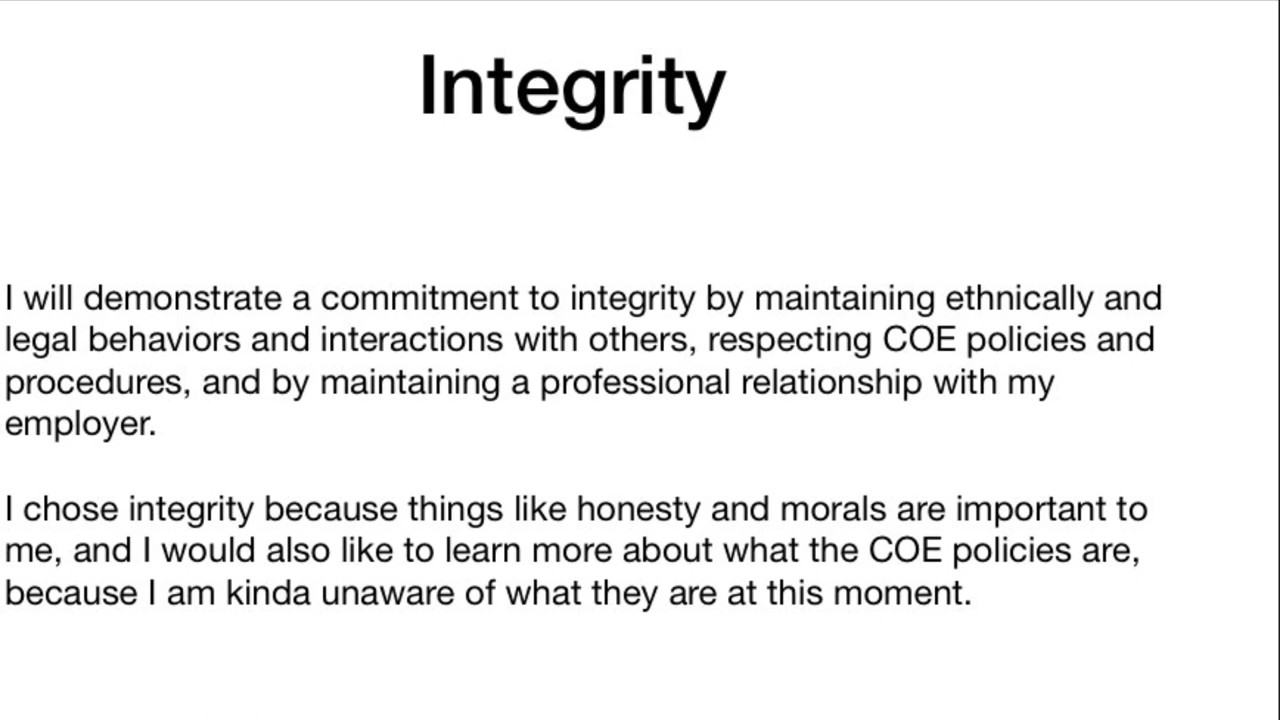 Integrity
I will demonstrate a commitment to integrity by maintaining ethnically and
legal behaviors and interactions with others, respecting COE policies and
procedures, and by maintaining a professional relationship with my
employer.
I chose integrity because things like honesty and morals are important to
me, and I would also like to learn more about what the COE policies are,
because I am kinda unaware of what they are at this moment.